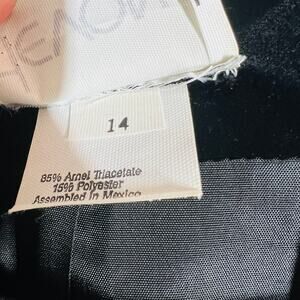 14
85% Arnel Triacetate
15% Polyester
Assembled in Mexico